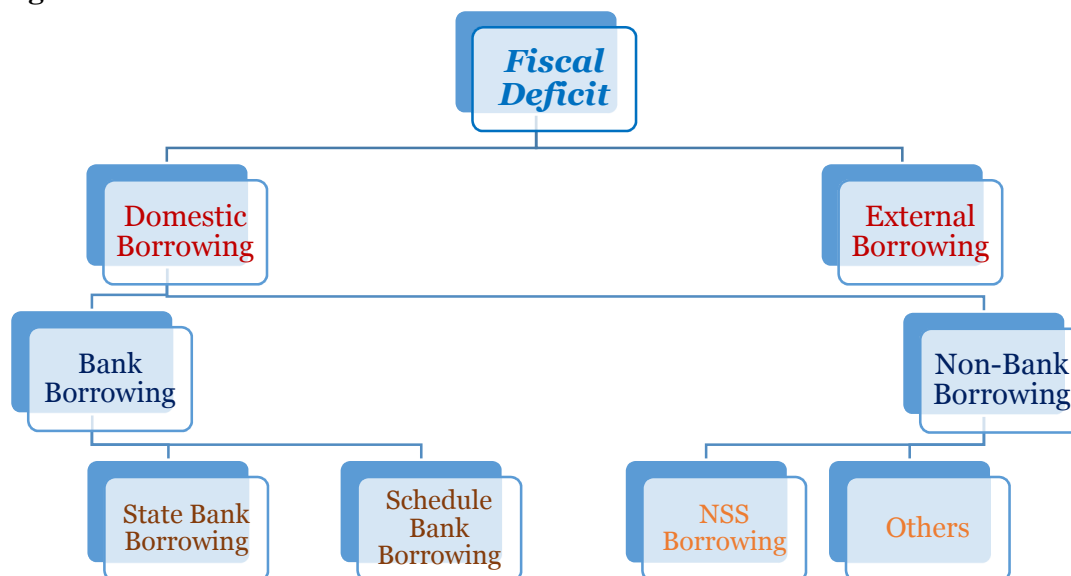 g
Fiscal
Deficit
Domestic
Borrowing
External
Borrowing
Bank
Borrowing
Non-Bank
Borrowing
State Bank
Borrowing
Schedule
Bank
Borrowing
NSS
Borrowing
Others